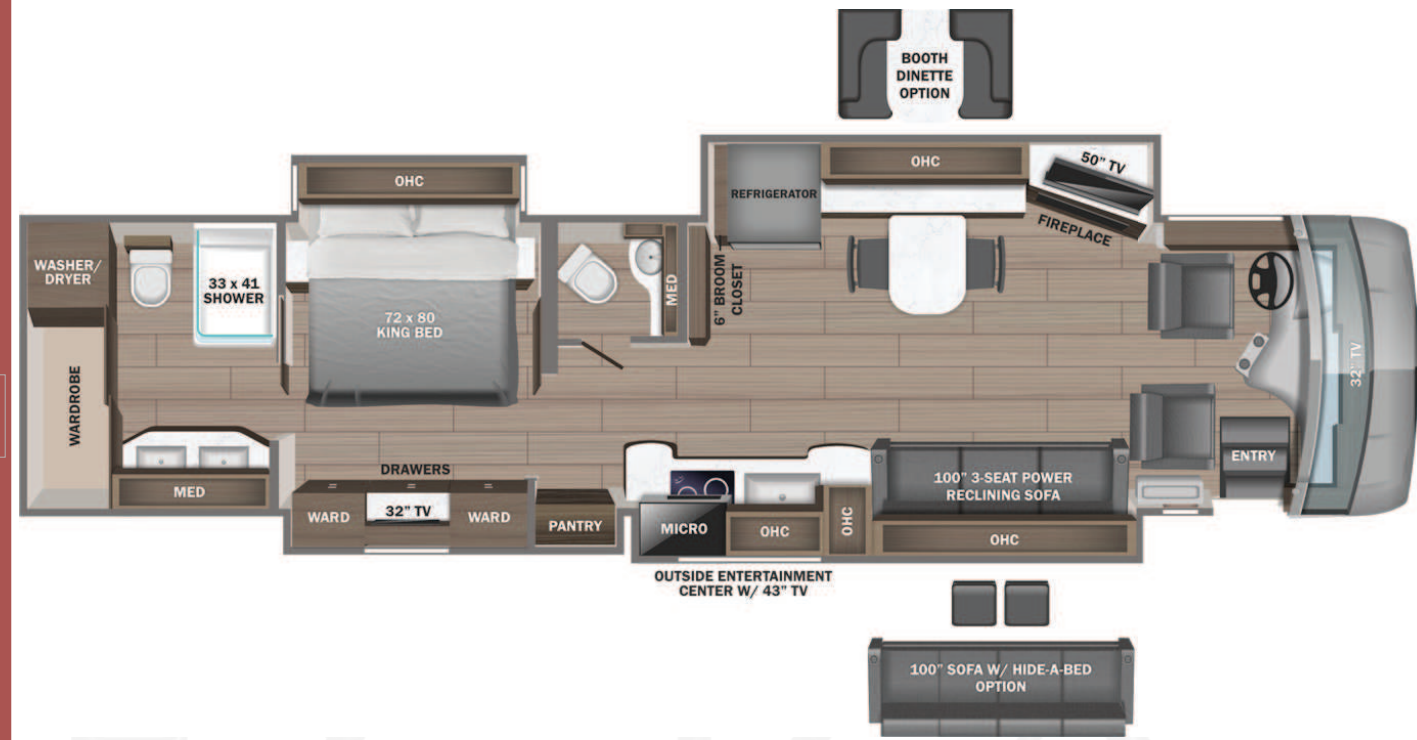 BOOTH
DINETTE
OPTION
OHC
50” TV
OHC
REFRIGERATOR
FIREPLACE
WASHER/
DRYER
33 x 41
SHOWER
72 x 80
KING BED
MED
6” BROOM
CLOSET
32” TV
WARDROBE
DRAWERS
MED
WARD
32” TV
WARD
PANTRY
MICRO
OHC
OHC
100” 3-SEAT POWER
RECLINING SOFA
OHC
ENTRY
OUTSIDE ENTERTAINMENT
CENTER W/ 43” TV
100” SOFA W/ HIDE-A-BED
OPTION